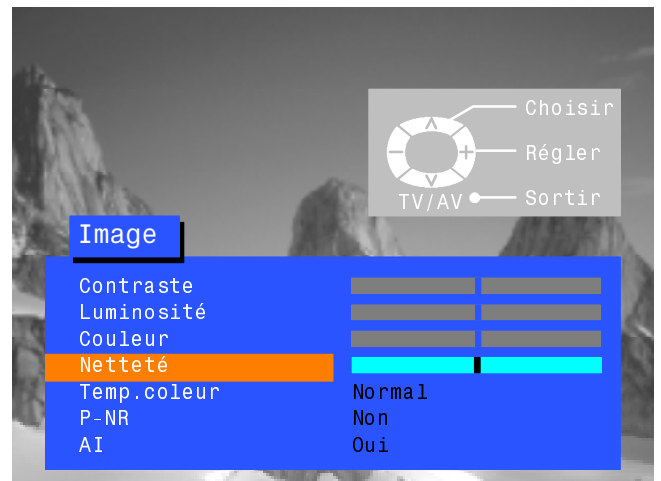 Choisir
Régler
TV/AV Sortir
Image
Contraste
Luminosité
Couleur
Netteté
Temp.coleur Normal
P-NR Non
AI Oui